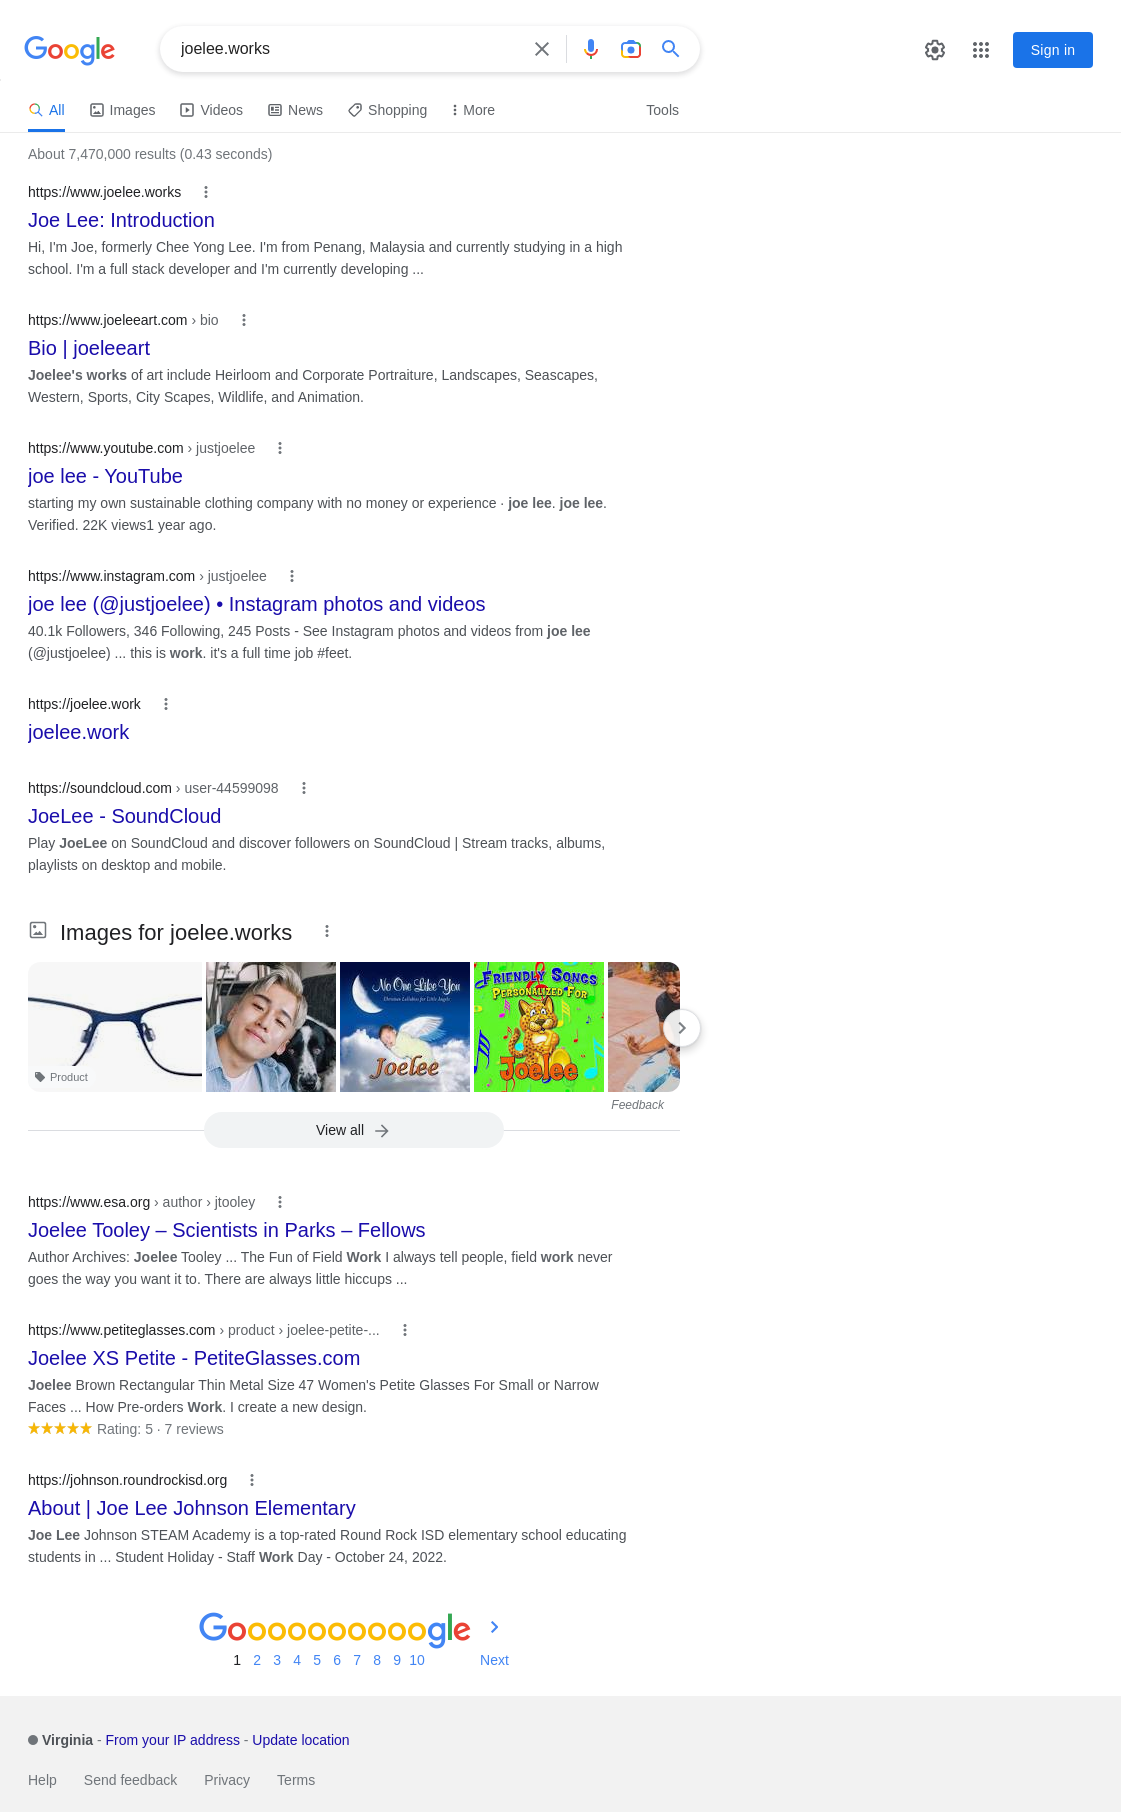 Google
joelee.works
Sign in
All Images Videos News Shopping More Tools
About 7,470,000 results (0.43 seconds)
https://www.joelee.works
Joe Lee: Introduction
Hi, I'm Joe, formerly Chee Yong Lee. I'm from Penang, Malaysia and currently studying in a high
school. I'm a full stack developer and I'm currently developing ...
https://www.joeleeart.com › bio
Bio | joeleeart
Joelee's works of art include Heirloom and Corporate Portraiture, Landscapes, Seascapes,
Western, Sports, City Scapes, Wildlife, and Animation.
https://www.youtube.com › justjoelee
joe lee - YouTube
starting my own sustainable clothing company with no money or experience · joe lee. joe lee.
Verified. 22K views1 year ago.
https://www.instagram.com › justjoelee
joe lee (@justjoelee) • Instagram photos and videos
40.1k Followers, 346 Following, 245 Posts - See Instagram photos and videos from joe lee
(@justjoelee) ... this is work. it's a full time job #feet.
https://joelee.work
joelee.work
https://soundcloud.com › user-44599098
JoeLee - SoundCloud
Play JoeLee on SoundCloud and discover followers on SoundCloud | Stream tracks, albums,
playlists on desktop and mobile.
Images for joelee.works
Product
No One Like You
Christian Lullabies for Little Angels
Joelee
FRIENDLY SONGS
PERSONALIZED FOR
Joelee
Feedback
View all
https://www.esa.org › author › jtooley
Joelee Tooley – Scientists in Parks – Fellows
Author Archives: Joelee Tooley ... The Fun of Field Work I always tell people, field work never
goes the way you want it to. There are always little hiccups ...
https://www.petiteglasses.com › product › joelee-petite-...
Joelee XS Petite - PetiteGlasses.com
Joelee Brown Rectangular Thin Metal Size 47 Women's Petite Glasses For Small or Narrow
Faces ... How Pre-orders Work. I create a new design.
Rating: 5 · 7 reviews
https://johnson.roundrockisd.org
About | Joe Lee Johnson Elementary
Joe Lee Johnson STEAM Academy is a top-rated Round Rock ISD elementary school educating
students in ... Student Holiday - Staff Work Day - October 24, 2022.
Goooooooooogle
1 2 3 4 5 6 7 8 9 10 Next
Virginia - From your IP address - Update location
Help Send feedback Privacy Terms